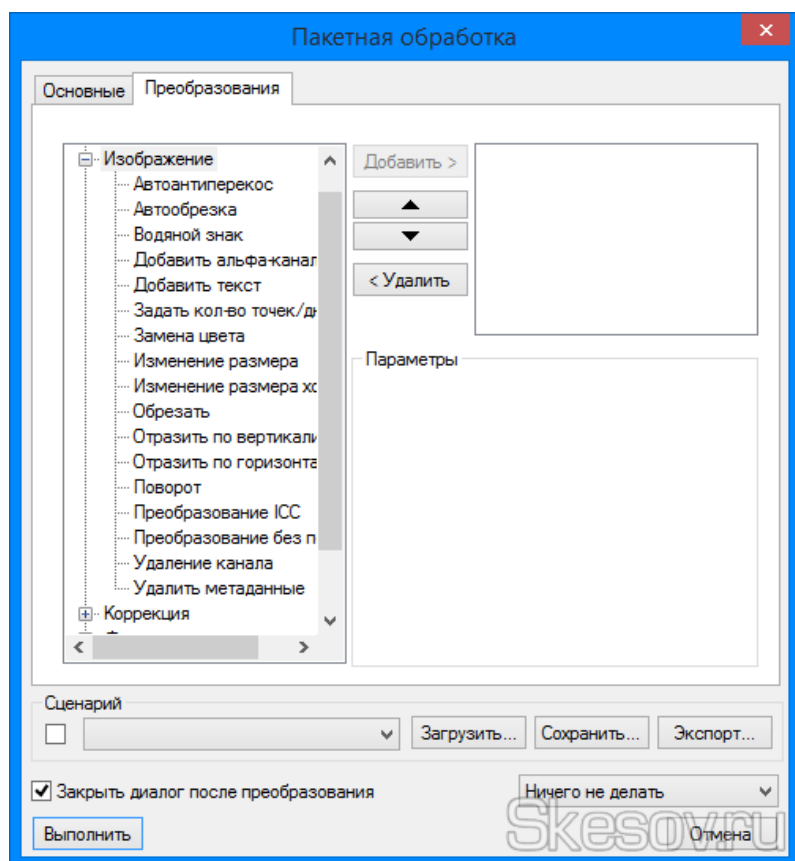 Пакетная обработка
Основные
Преобразования
Изображение
Автоантиперекос
Автообрезка
Водяной знак
Добавить альфа-канал
Добавить текст
Задать кол-во точек/д
Замена цвета
Изменение размера
Изменение размера хо
Обрезать
Отразить по вертикали
Отразить по горизонта
Поворот
Преобразование ICC
Преобразование без п
Удаление канала
Удалить метаданные
Коррекция
Добавить >
< Удалить
Параметры
Сценарий
Загрузить...
Сохранить...
Экспорт...
Закрыть диалог после преобразования
Ничего не делать
Выполнить
Отмена
Skesov.ru